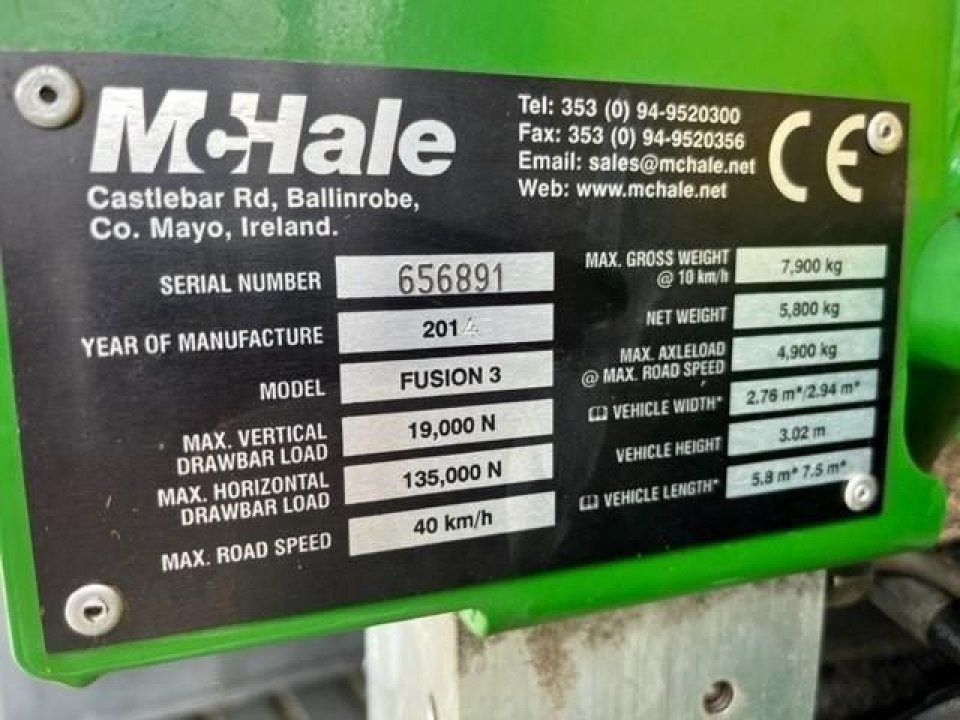 McHale
Castlebar Rd, Ballinrobe,
Co. Mayo, Ireland.
Tel: 353 (0) 94-9520300
Fax: 353 (0) 94-9520356
Email: sales@mchale.net
Web: www.mchale.net
CE
SERIAL NUMBER 656891
YEAR OF MANUFACTURE 2014
MODEL FUSION 3
MAX. VERTICAL
DRAWBAR LOAD 19,000 N
MAX. HORIZONTAL
DRAWBAR LOAD 135,000 N
MAX. ROAD SPEED 40 km/h
MAX. GROSS WEIGHT
@ 10 km/h 7,900 kg
NET WEIGHT 5,800 kg
MAX. AXLELOAD
@ MAX. ROAD SPEED 4,900 kg
VEHICLE WIDTH* 2.76 m*/2.94 m*
VEHICLE HEIGHT 3.02 m
VEHICLE LENGTH* 5.8 m* 7.5 m*